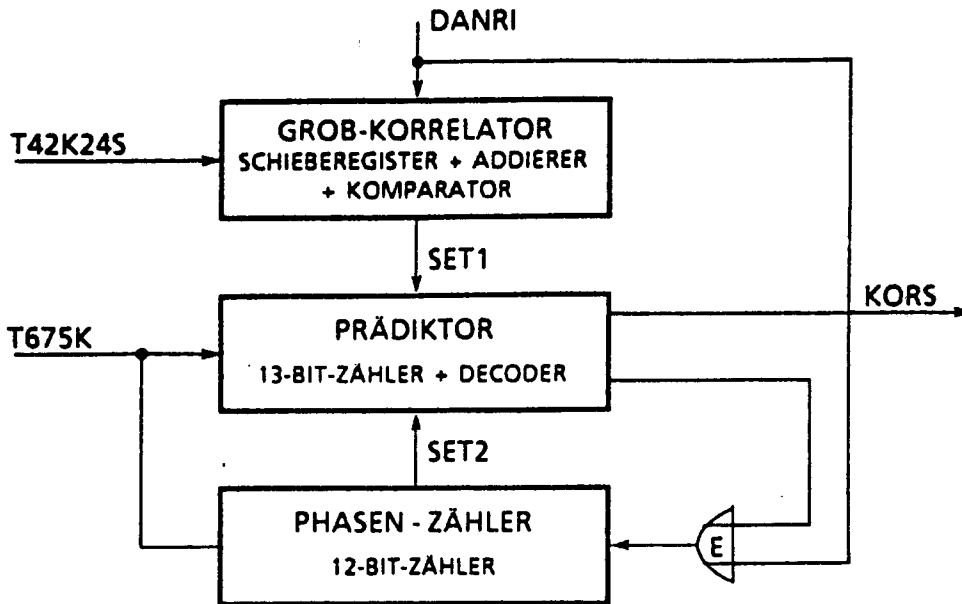 DANRI
GROB-KORRELATOR
T42K24S
SCHIEBEREGISTER + ADDIERER
+ KOMPARATOR
SET1
KORS
PRÄDIKTOR
T675K
13-BIT-ZÄHLER + DECODER
SET2
PHASEN - ZÄHLER
E
12-BIT-ZÄHLER